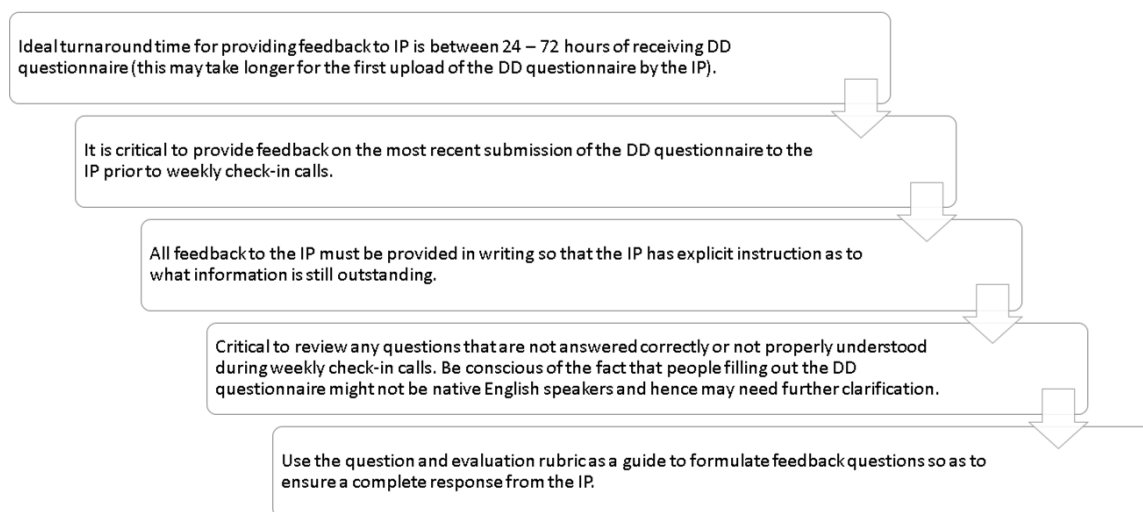 Ideal turnaround time for providing feedback to IP is between 24 – 72 hours of receiving DD
questionnaire (this may take longer for the first upload of the DD questionnaire by the IP).
It is critical to provide feedback on the most recent submission of the DD questionnaire to the
IP prior to weekly check-in calls.
All feedback to the IP must be provided in writing so that the IP has explicit instruction as to
what information is still outstanding.
Critical to review any questions that are not answered correctly or not properly understood
during weekly check-in calls. Be conscious of the fact that people filling out the DD
questionnaire might not be native English speakers and hence may need further clarification.
Use the question and evaluation rubric as a guide to formulate feedback questions so as to
ensure a complete response from the IP.